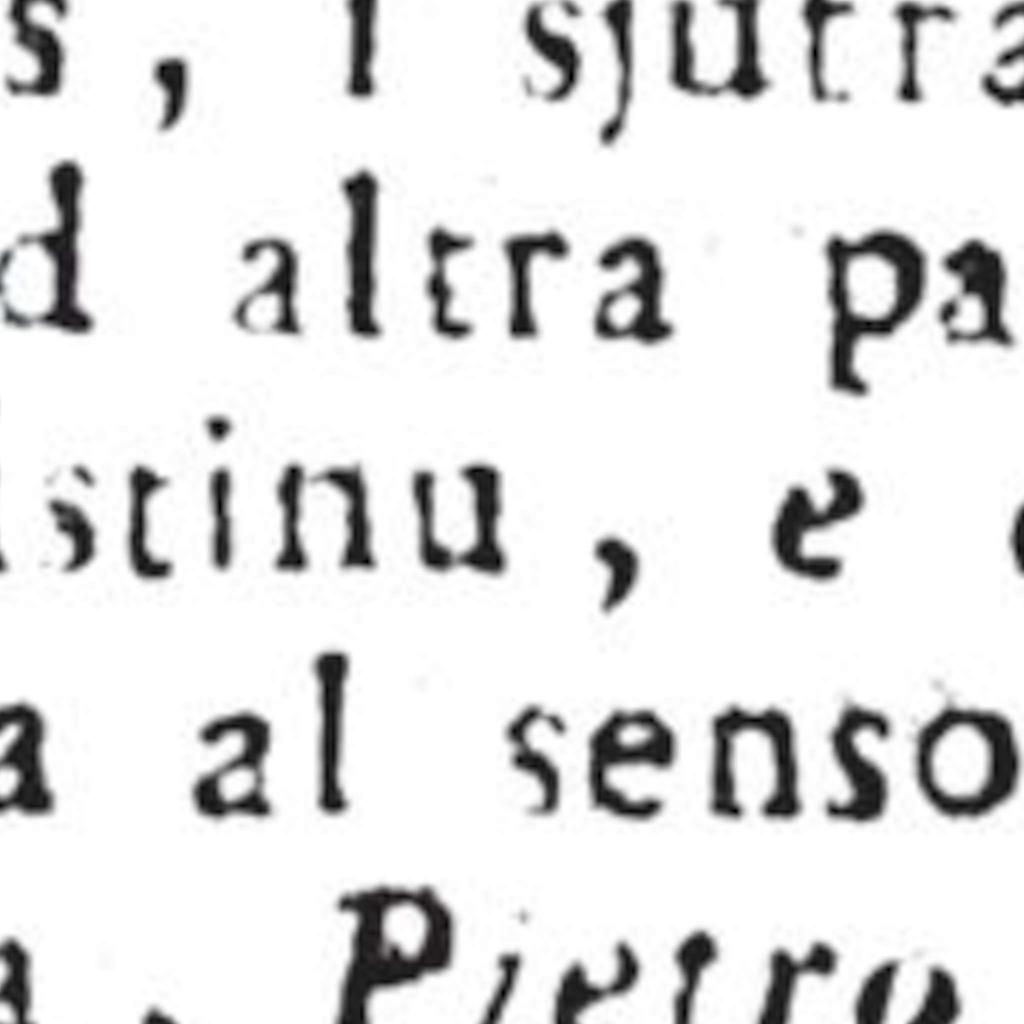 s, I sjutra
d altra pa
stinu, e
a al senso
Pietro